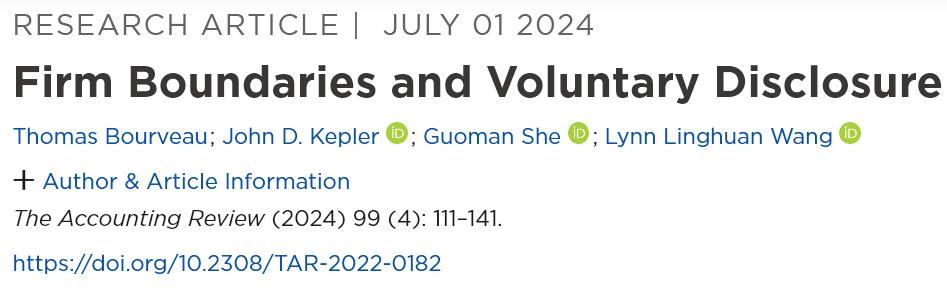 RESEARCH ARTICLE | JULY 01 2024
Firm Boundaries and Voluntary Disclosure
Thomas Bourveau; John D. Kepler iD; Guoman She iD; Lynn Linghuan Wang iD
+ Author & Article Information
The Accounting Review (2024) 99 (4): 111–141.
https://doi.org/10.2308/TAR-2022-0182